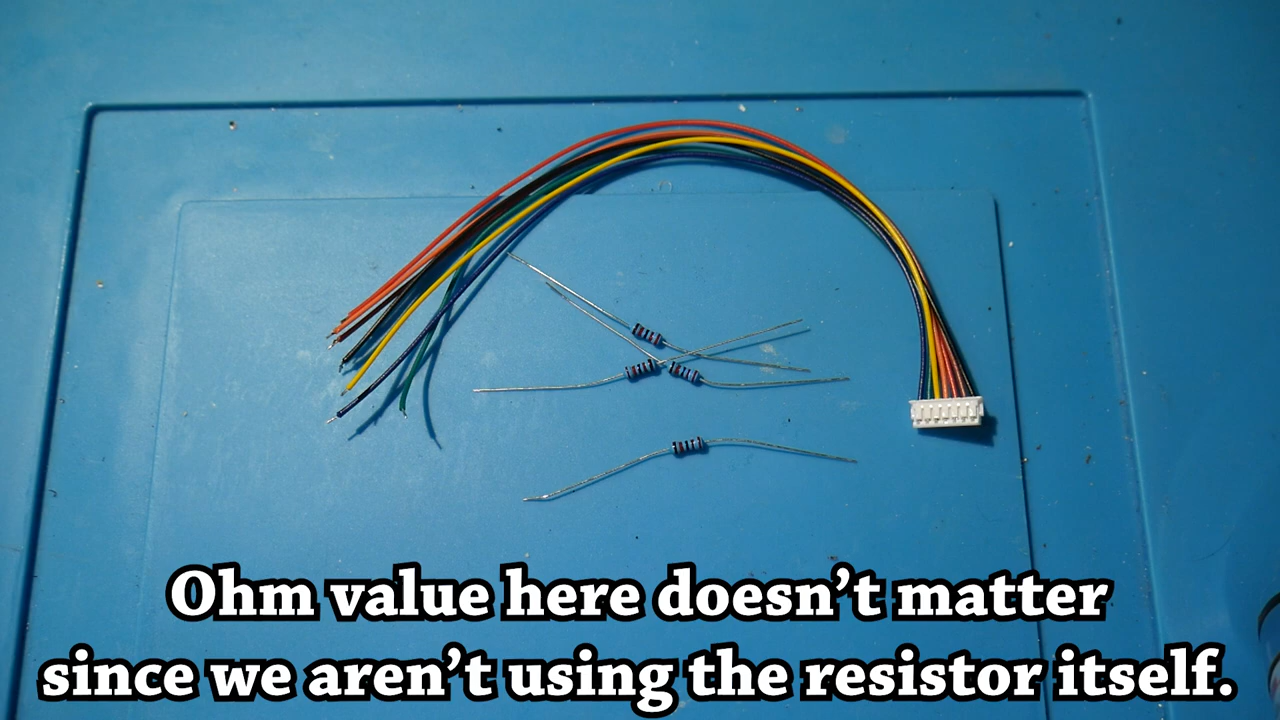 Ohm value here doesn’t matter
since we aren’t using the resistor itself.